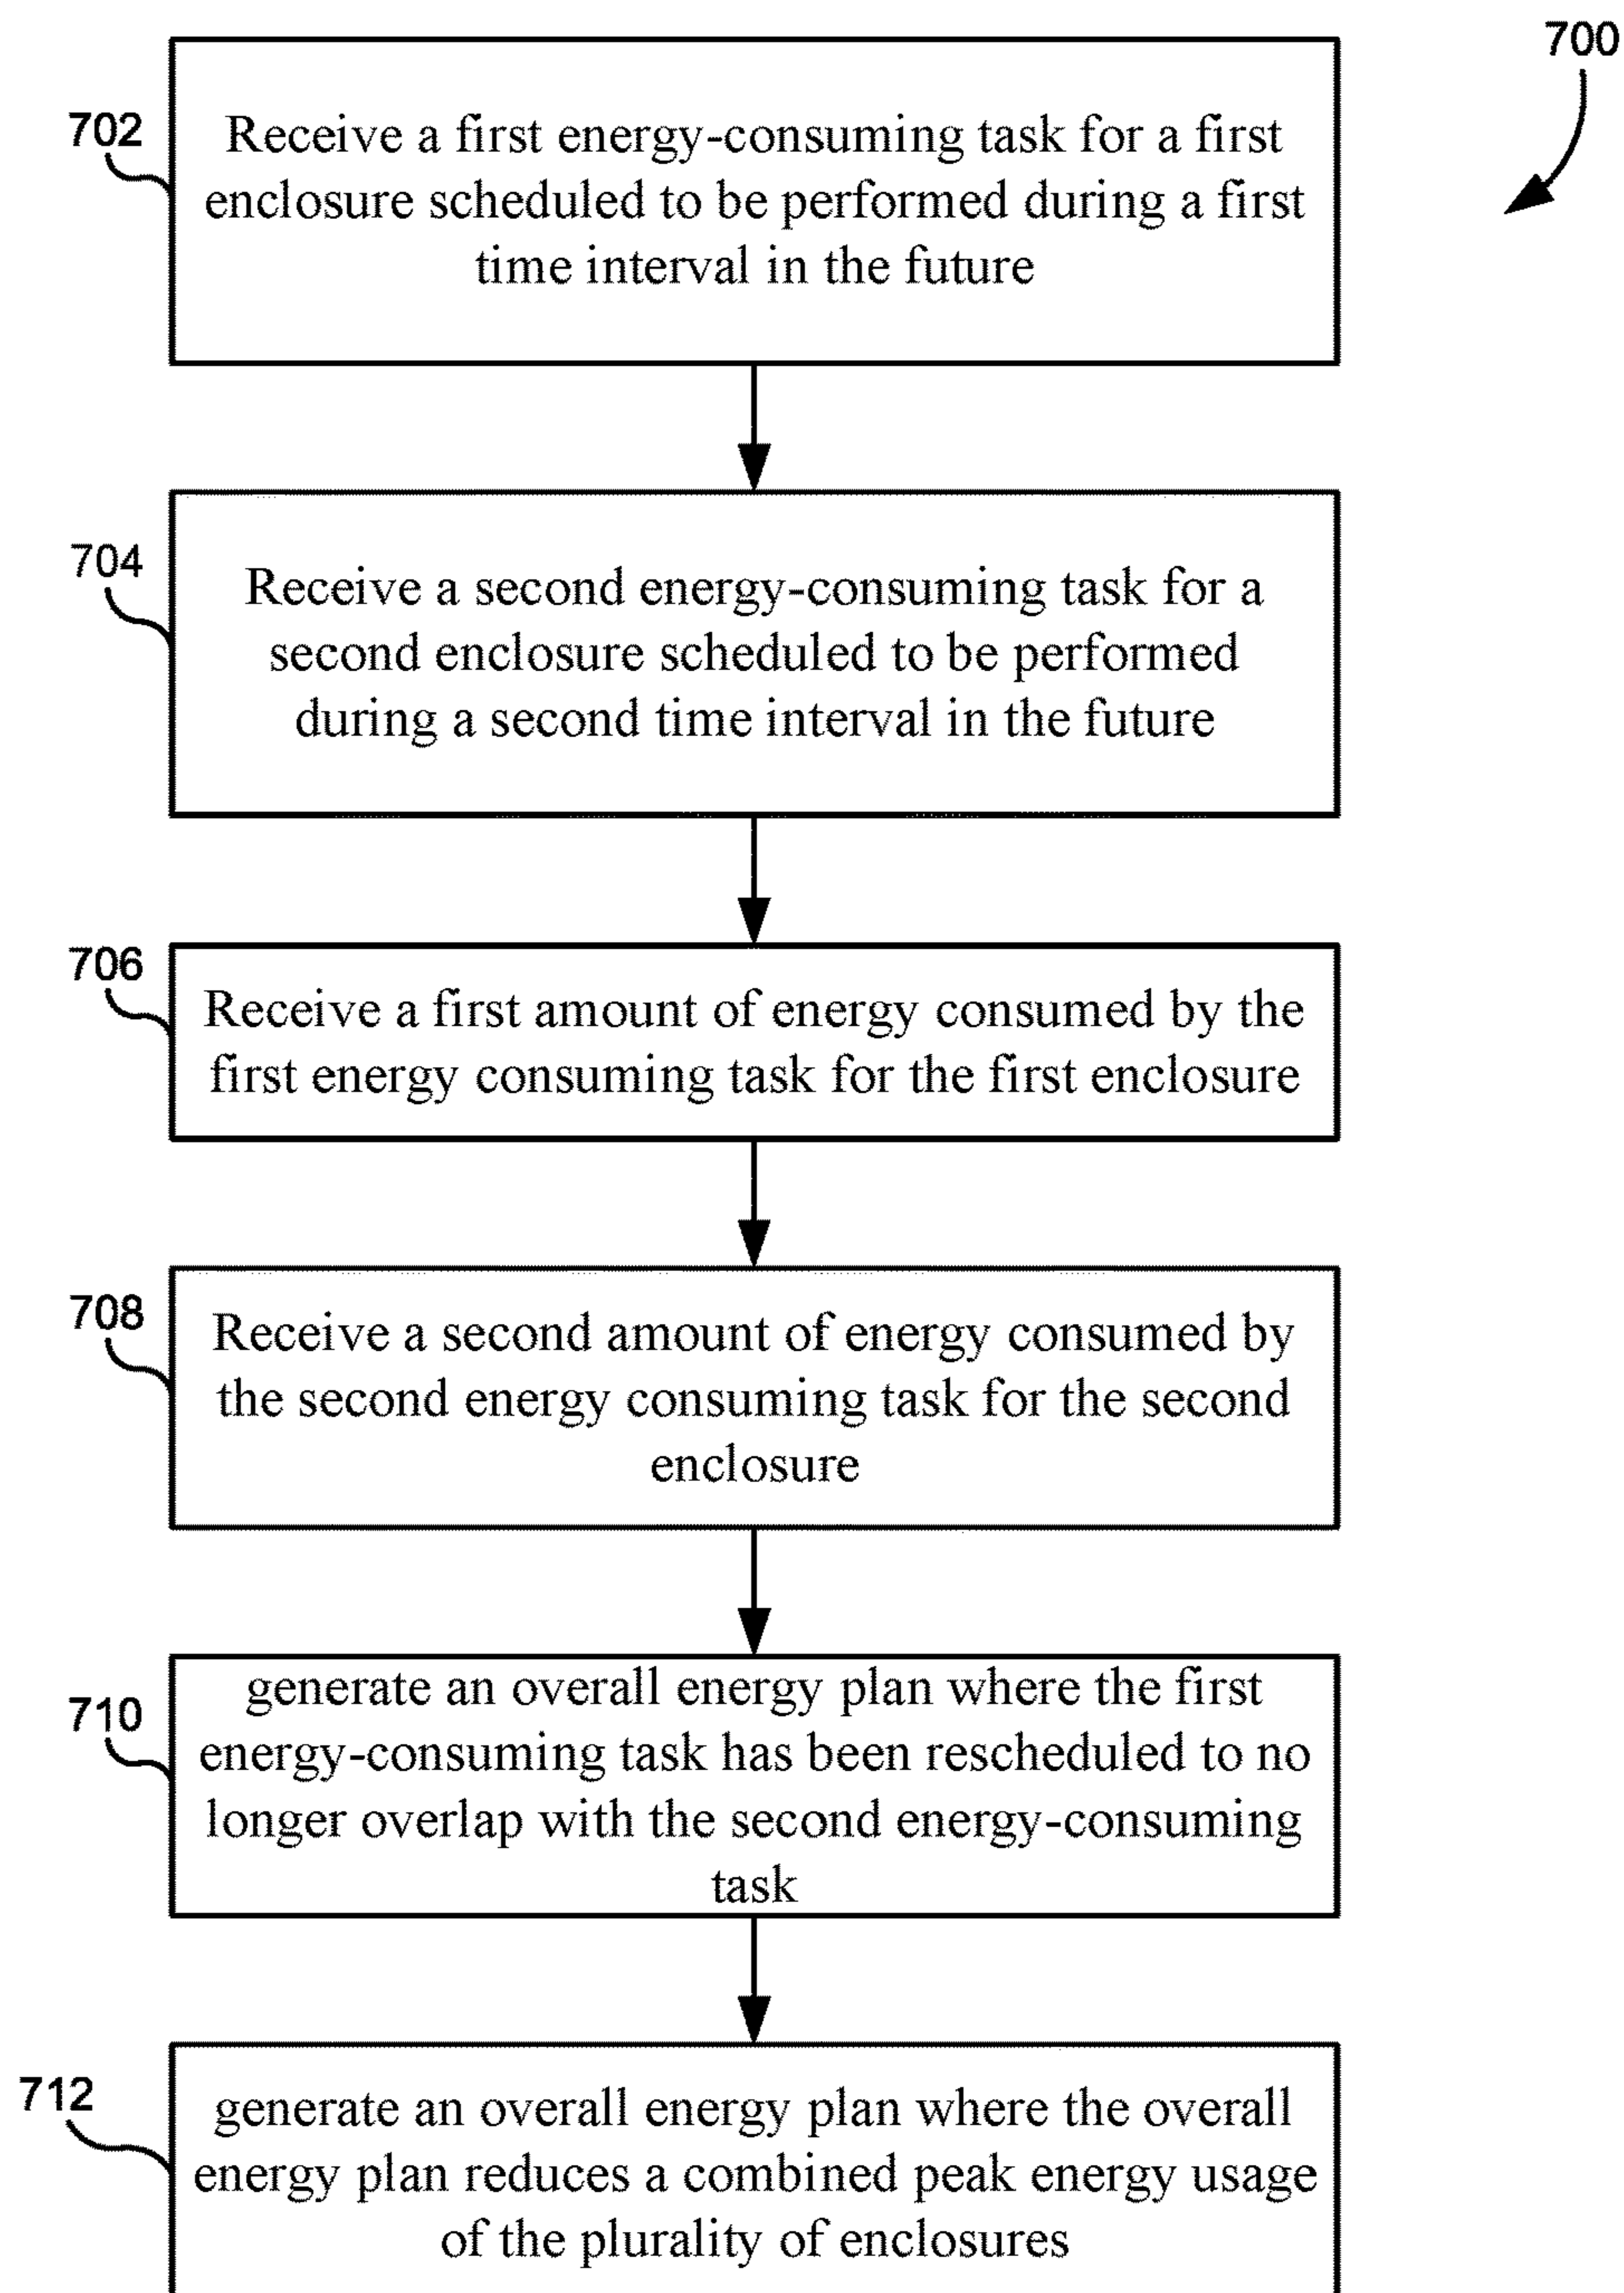 700
702
Receive a first energy-consuming task for a first
enclosure scheduled to be performed during a first
time interval in the future
704
Receive a second energy-consuming task for a
second enclosure scheduled to be performed
during a second time interval in the future
706
Receive a first amount of energy consumed by the
first energy consuming task for the first enclosure
708
Receive a second amount of energy consumed by
the second energy consuming task for the second
enclosure
710
generate an overall energy plan where the first
energy-consuming task has been rescheduled to no
longer overlap with the second energy-consuming
task
712
generate an overall energy plan where the overall
energy plan reduces a combined peak energy usage
of the plurality of enclosures